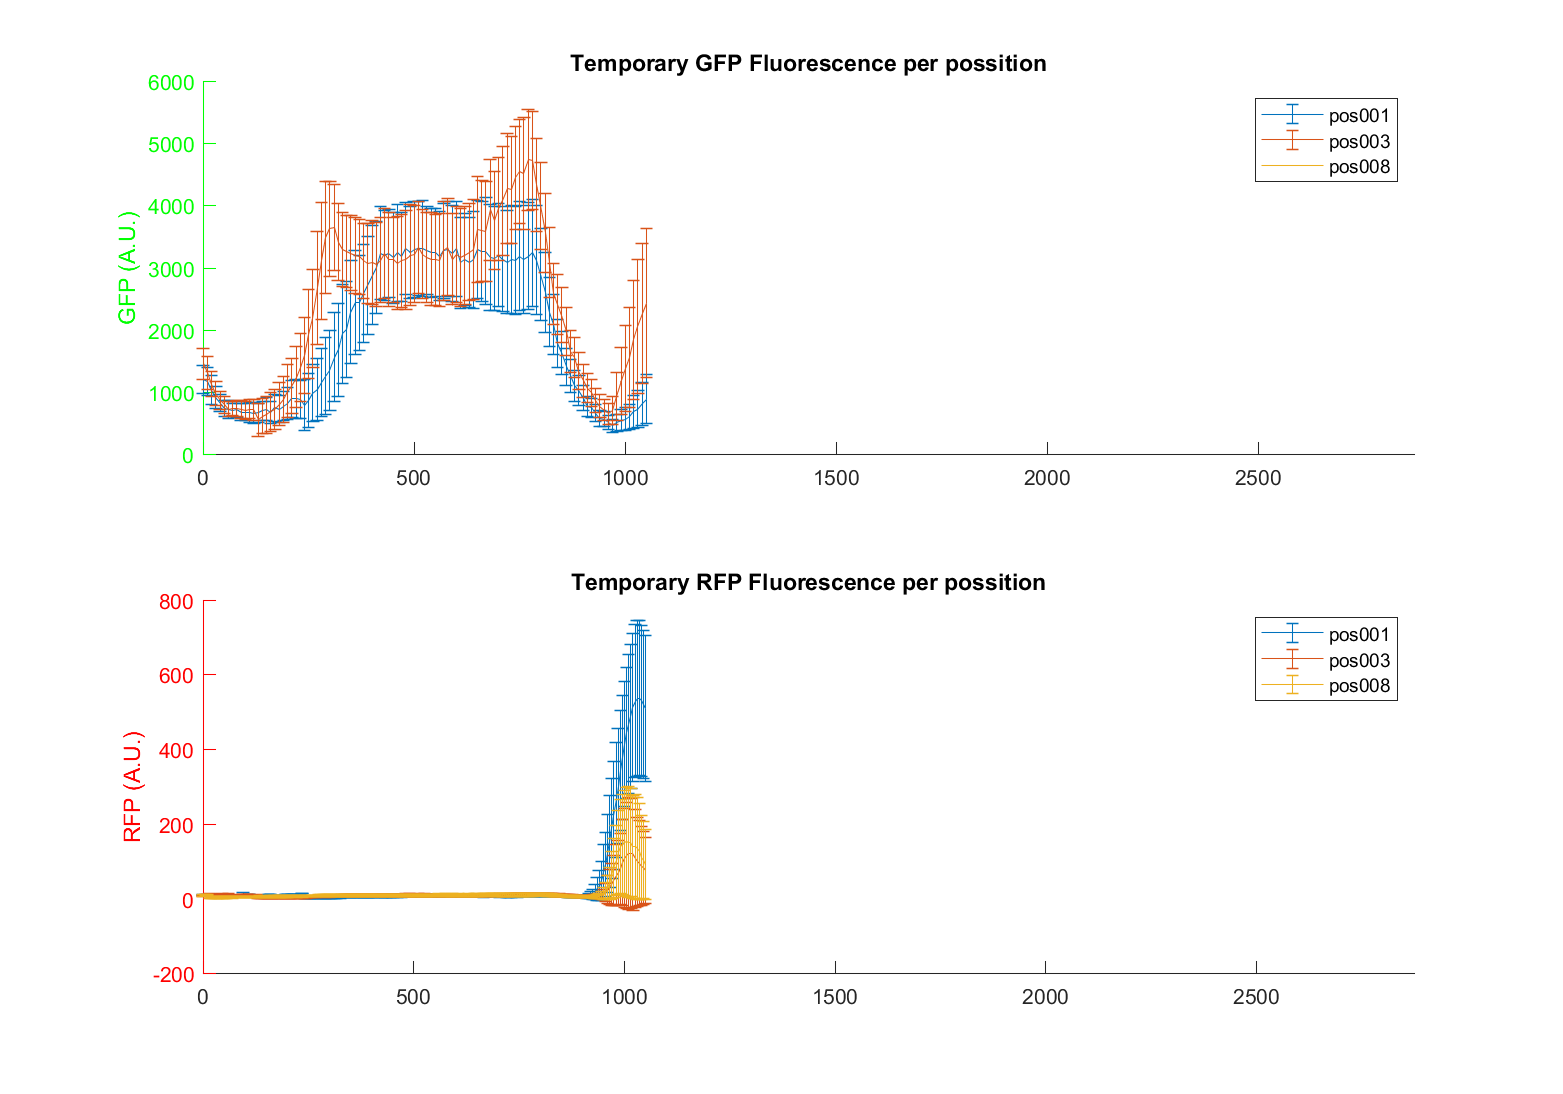 Temporary GFP Fluorescence per possition
6000
5000
4000
3000
2000
1000
0
GFP (A.U.)
0 500 1000 1500 2000 2500
pos001
pos003
pos008
Temporary RFP Fluorescence per possition
800
600
400
200
0
-200
RFP (A.U.)
0 500 1000 1500 2000 2500
pos001
pos003
pos008